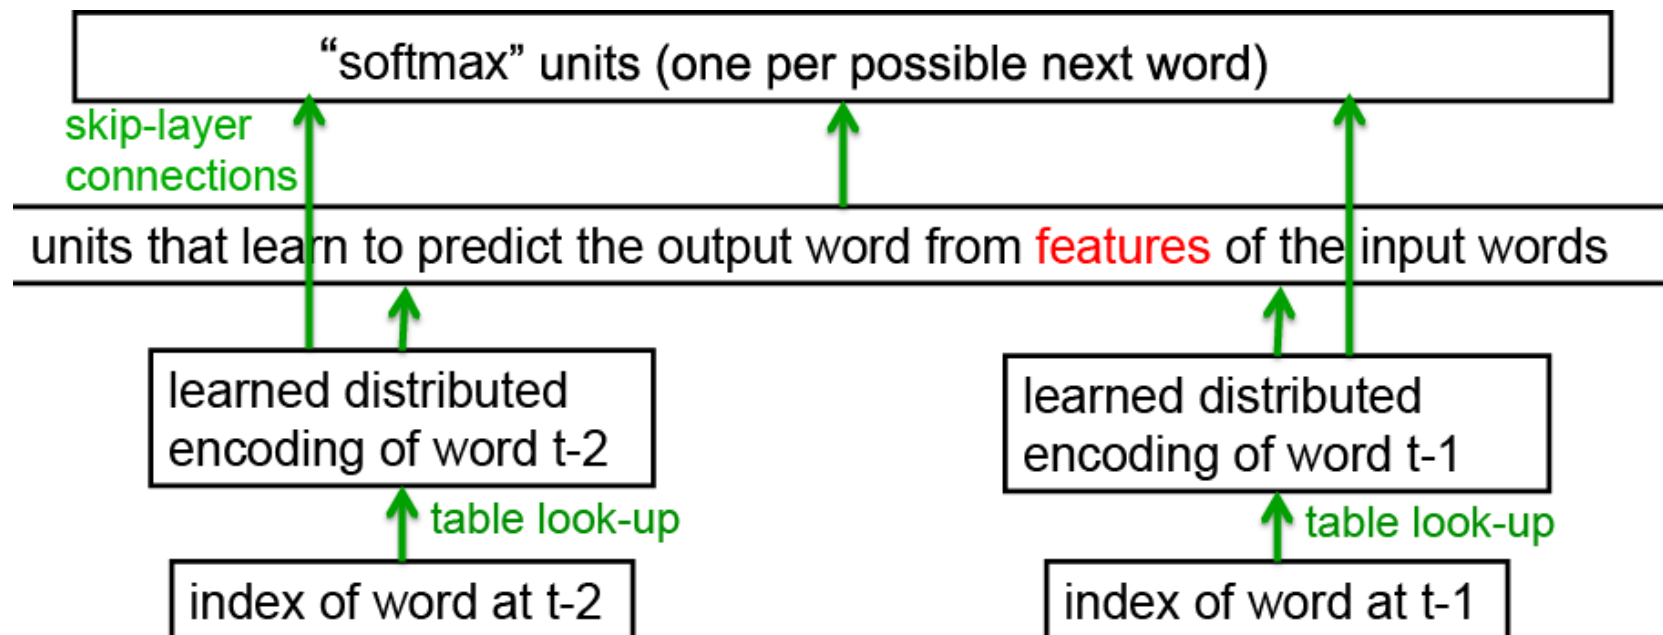 “softmax” units (one per possible next word)
skip-layer
connections
units that learn to predict the output word from features of the input words
learned distributed
encoding of word t-2
learned distributed
encoding of word t-1
table look-up
table look-up
index of word at t-2
index of word at t-1